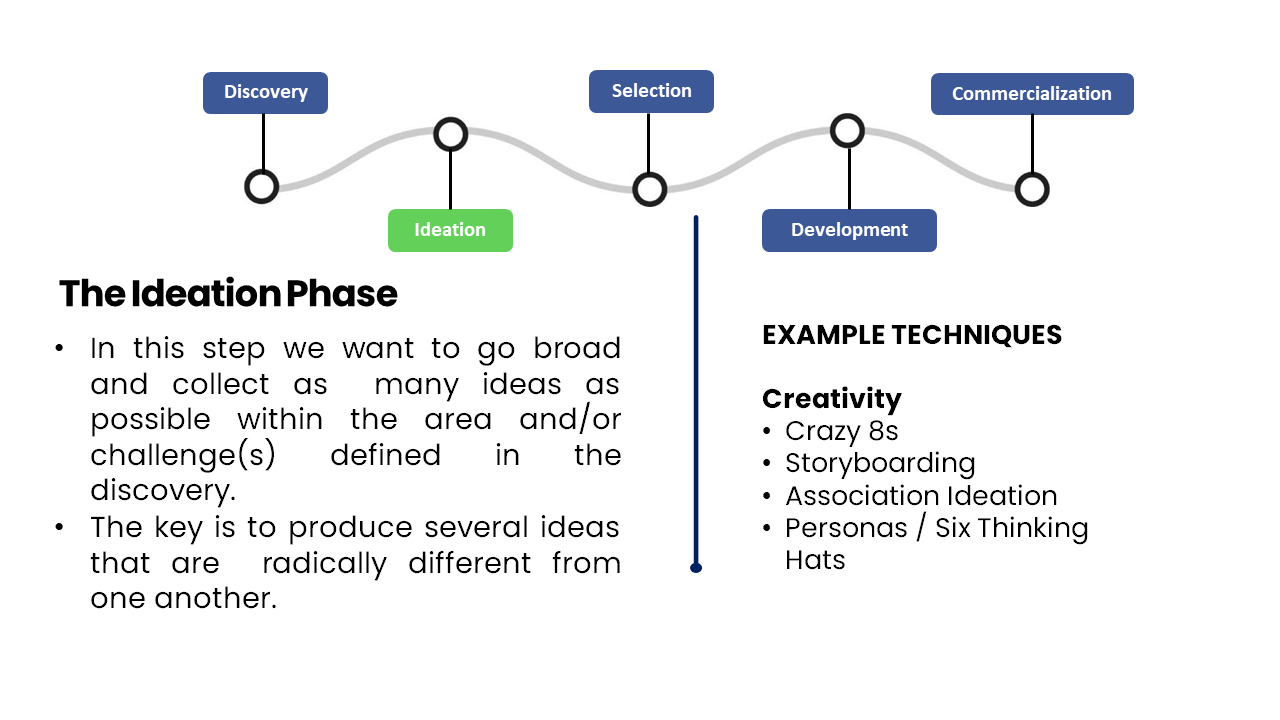 Discovery
Selection
Commercialization
Ideation
Development
The Ideation Phase
• In this step we want to go broad
and collect as many ideas as
possible within the area and/or
challenge(s) defined in the
discovery.
• The key is to produce several ideas
that are radically different from
one another.
EXAMPLE TECHNIQUES
Creativity
• Crazy 8s
• Storyboarding
• Association Ideation
• Personas / Six Thinking
Hats